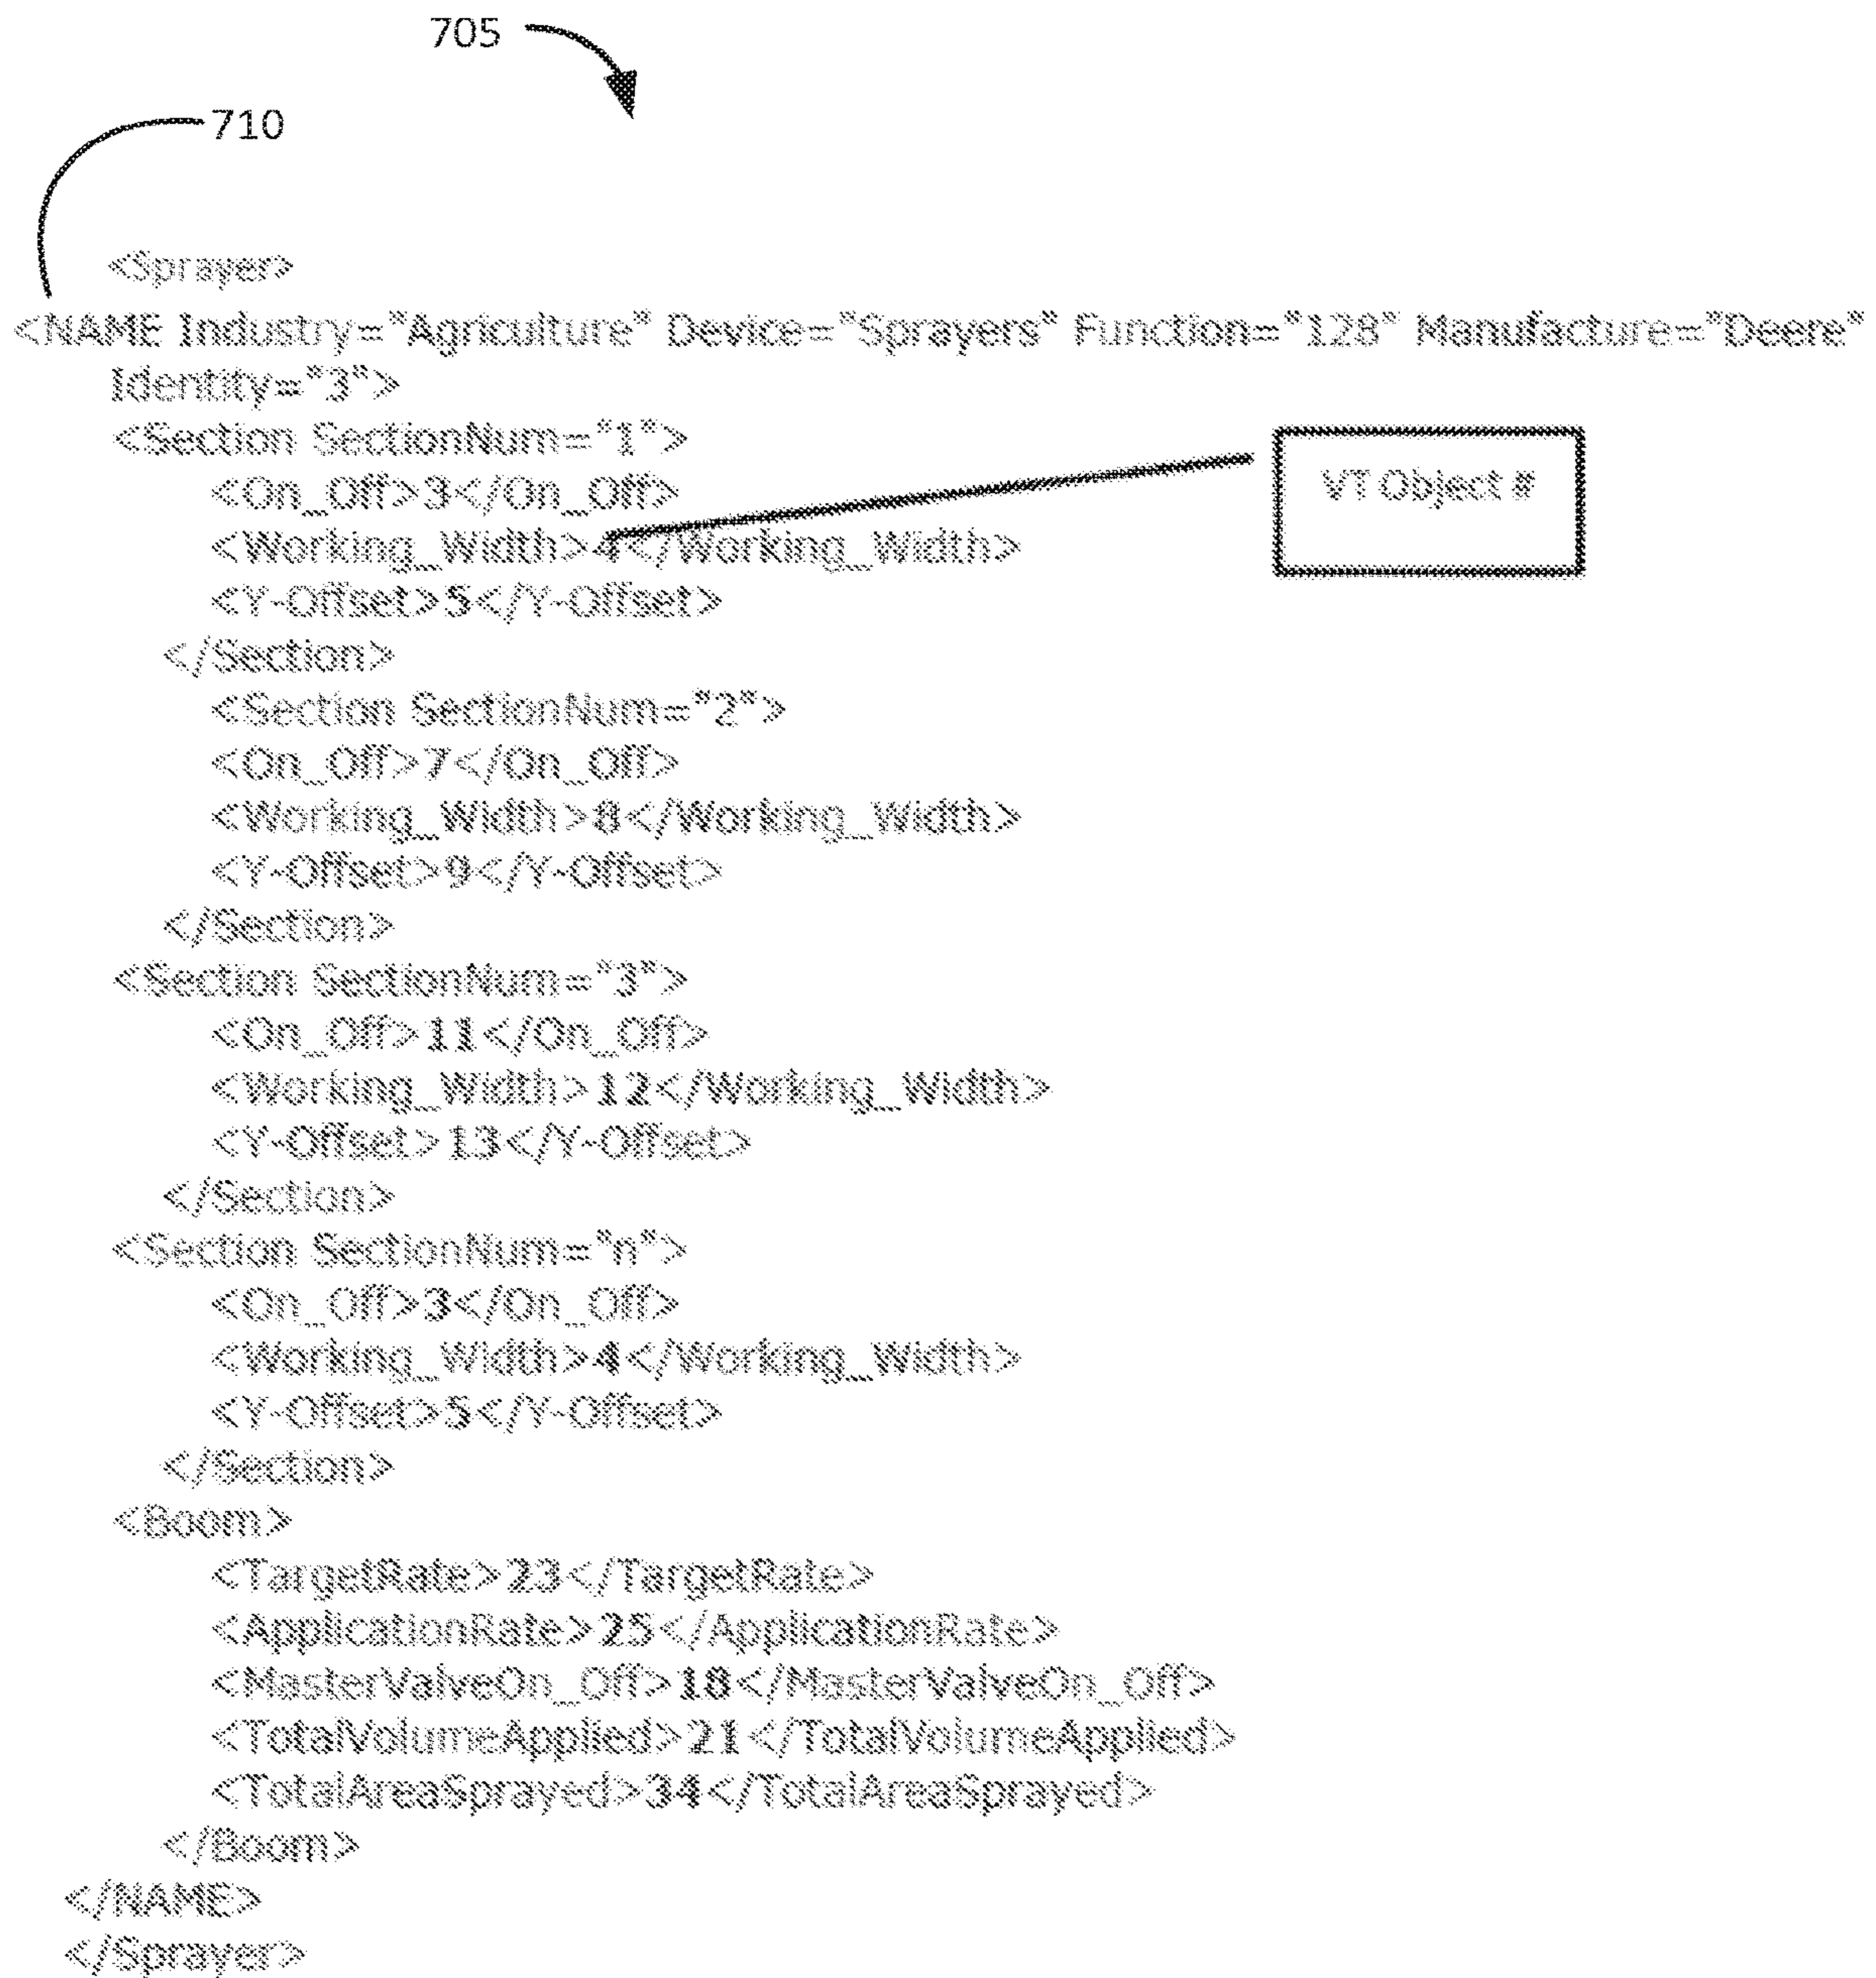 705
710
<Sprayer>
<NAME Industry="Agriculture" Device="Sprayers" Function="128" Manufacture="Deere"
Identity="3">
<Section SectionNum="1">
<On_Off>3</On_Off>
<Working_Width>4</Working_Width>
VT Object #
<Y-Offset>5</Y-Offset>
</Section>
<Section SectionNum="2">
<On_Off>7</On_Off>
<Working_Width>8</Working_Width>
<Y-Offset>9</Y-Offset>
</Section>
<Section SectionNum="3">
<On_Off>11</On_Off>
<Working_Width>12</Working_Width>
<Y-Offset>13</Y-Offset>
</Section>
<Section SectionNum="n">
<On_Off>3</On_Off>
<Working_Width>4</Working_Width>
<Y-Offset>5</Y-Offset>
</Section>
<Boom>
<TargetRate>23</TargetRate>
<ApplicationRate>25</ApplicationRate>
<MasterValveOn_Off>18</MasterValveOn_Off>
<TotalVolumeApplied>21</TotalVolumeApplied>
<TotalAreaSprayed>34</TotalAreaSprayed>
</Boom>
</NAME>
</Sprayer>